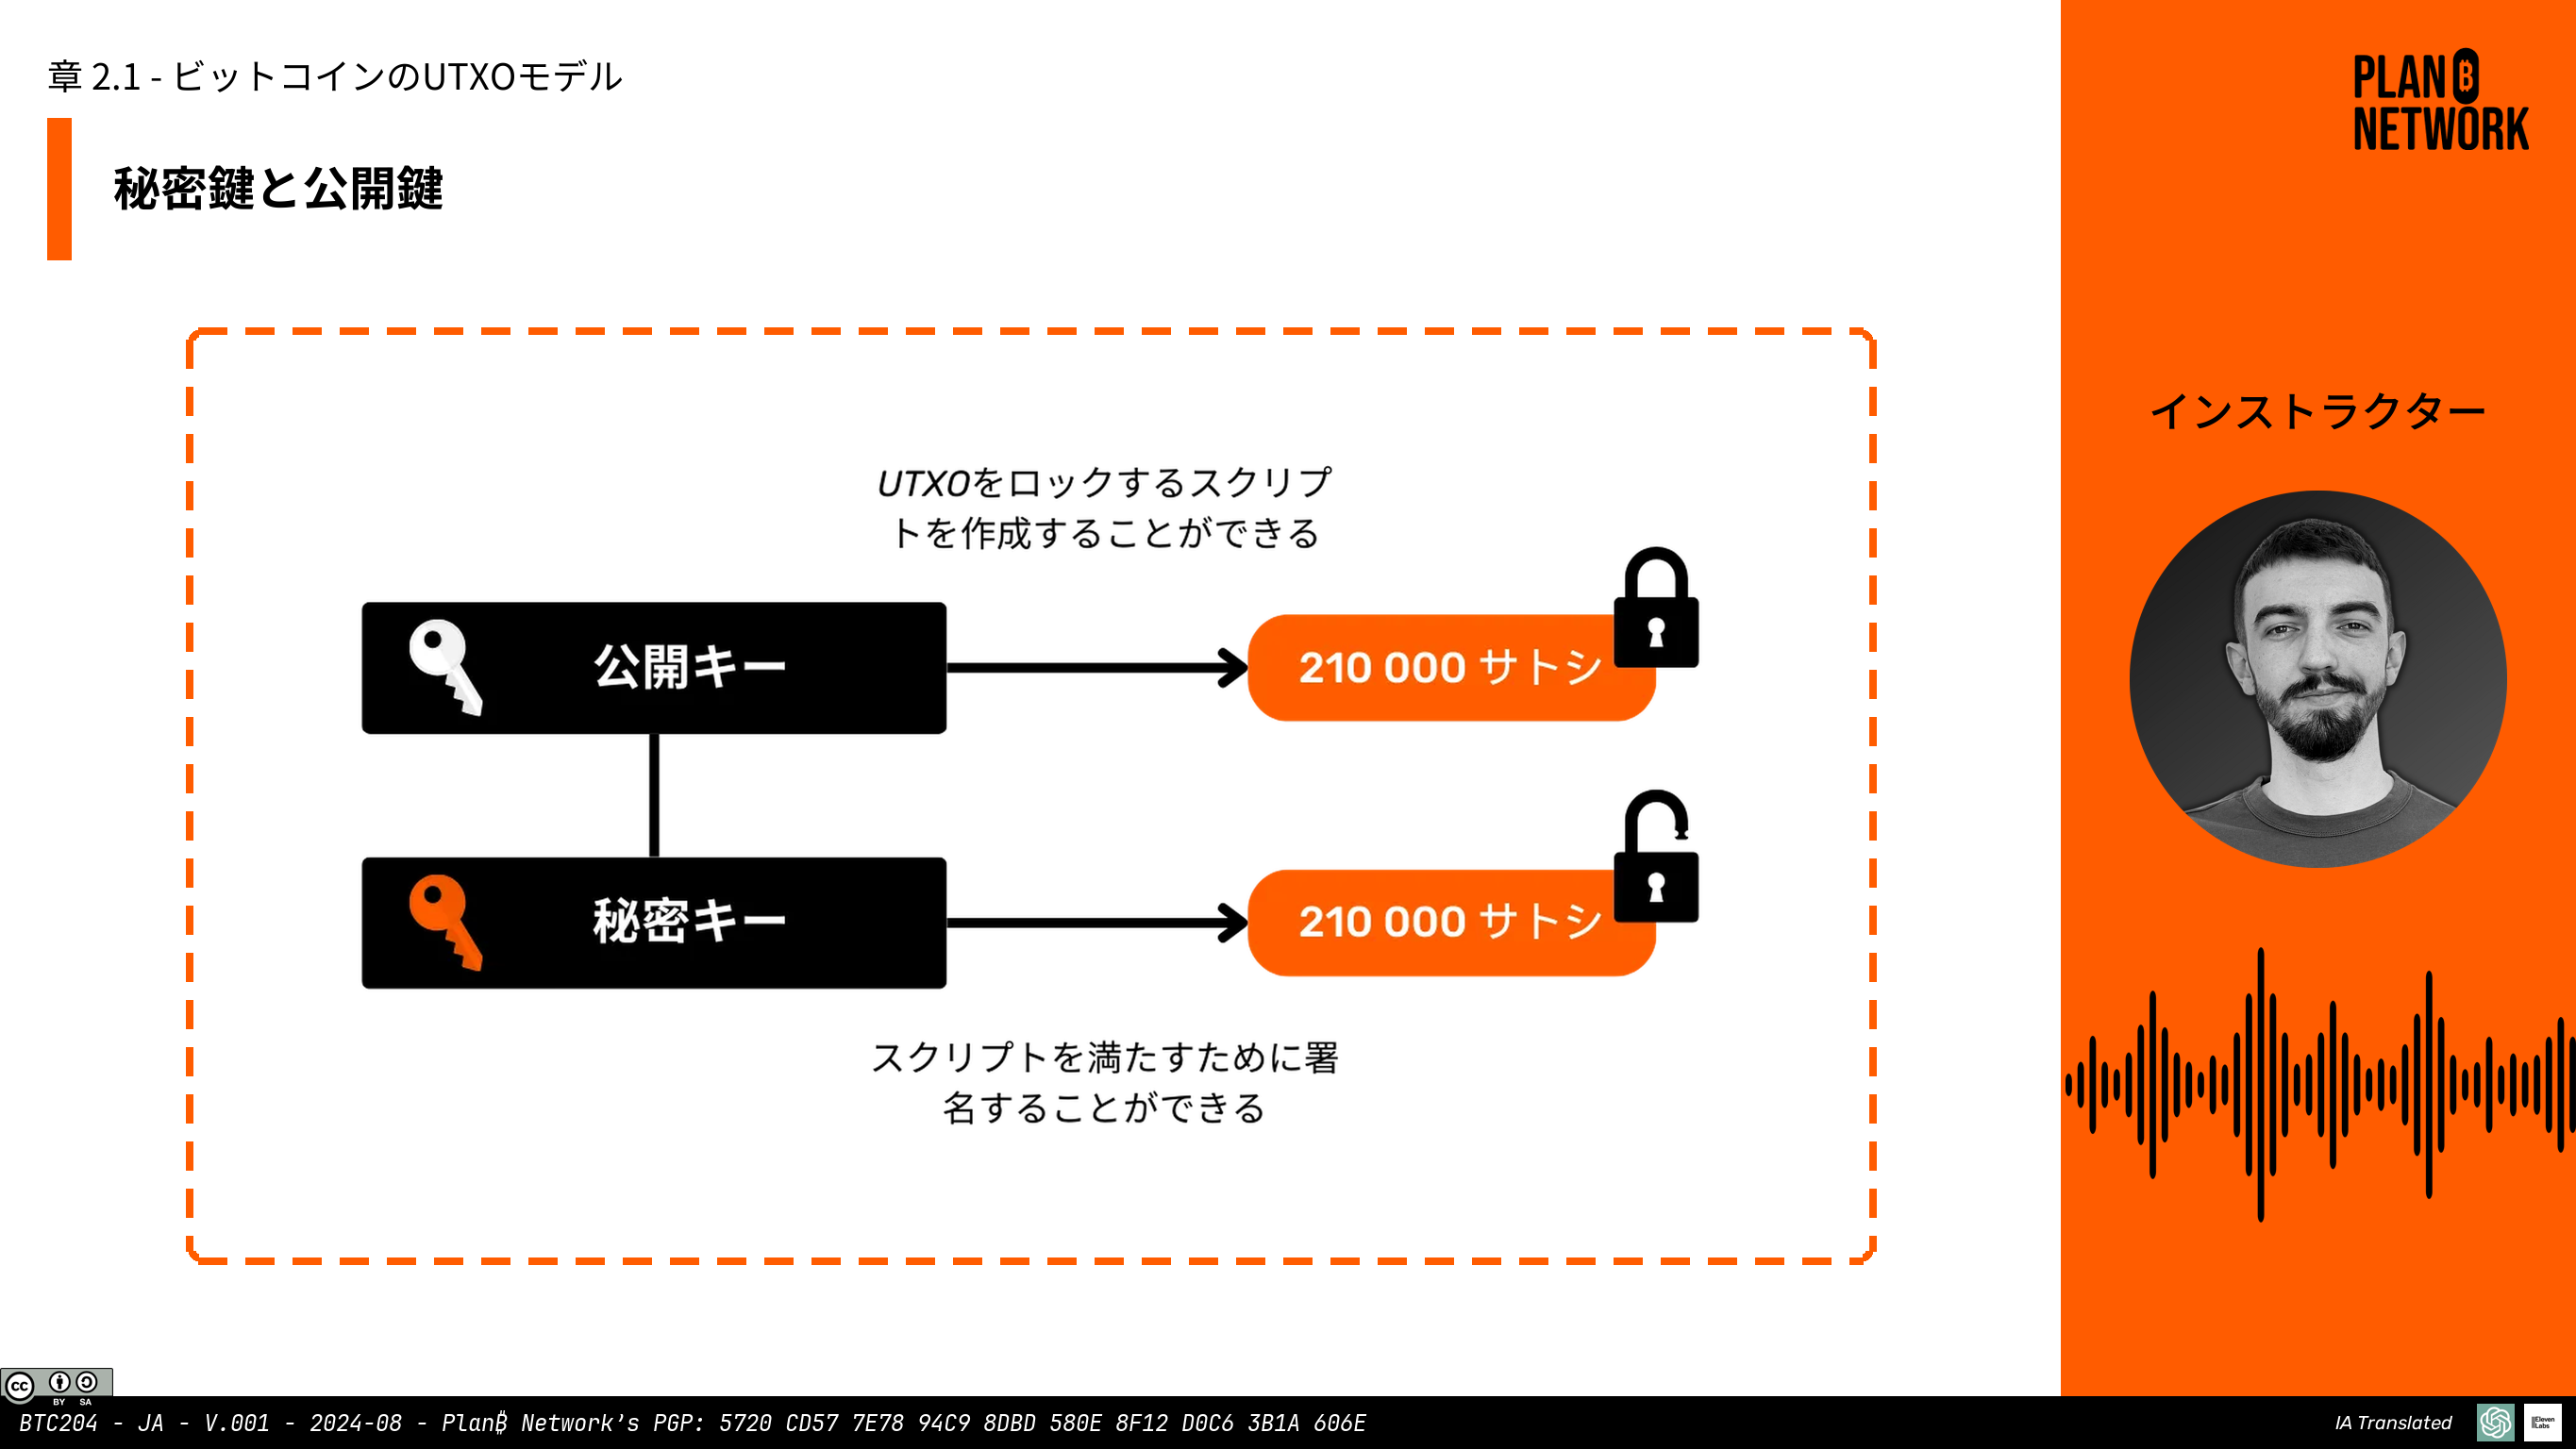 章 2.1 - ビットコインのUTXOモデル
秘密鍵と公開鍵
PLAN ₿
NETWORK
インストラクター
UTXOをロックするスクリプ
トを作成することができる
公開キー
210 000 サトシ
秘密キー
210 000 サトシ
スクリプトを満たすために署
名することができる
cc
BY SA
BTC204 - JA - V.001 - 2024-08 - Plan₿ Network's PGP: 5720 CD57 7E78 94C9 8DBD 580E 8F12 D0C6 3B1A 606E
IA Translated
ElevenLabs